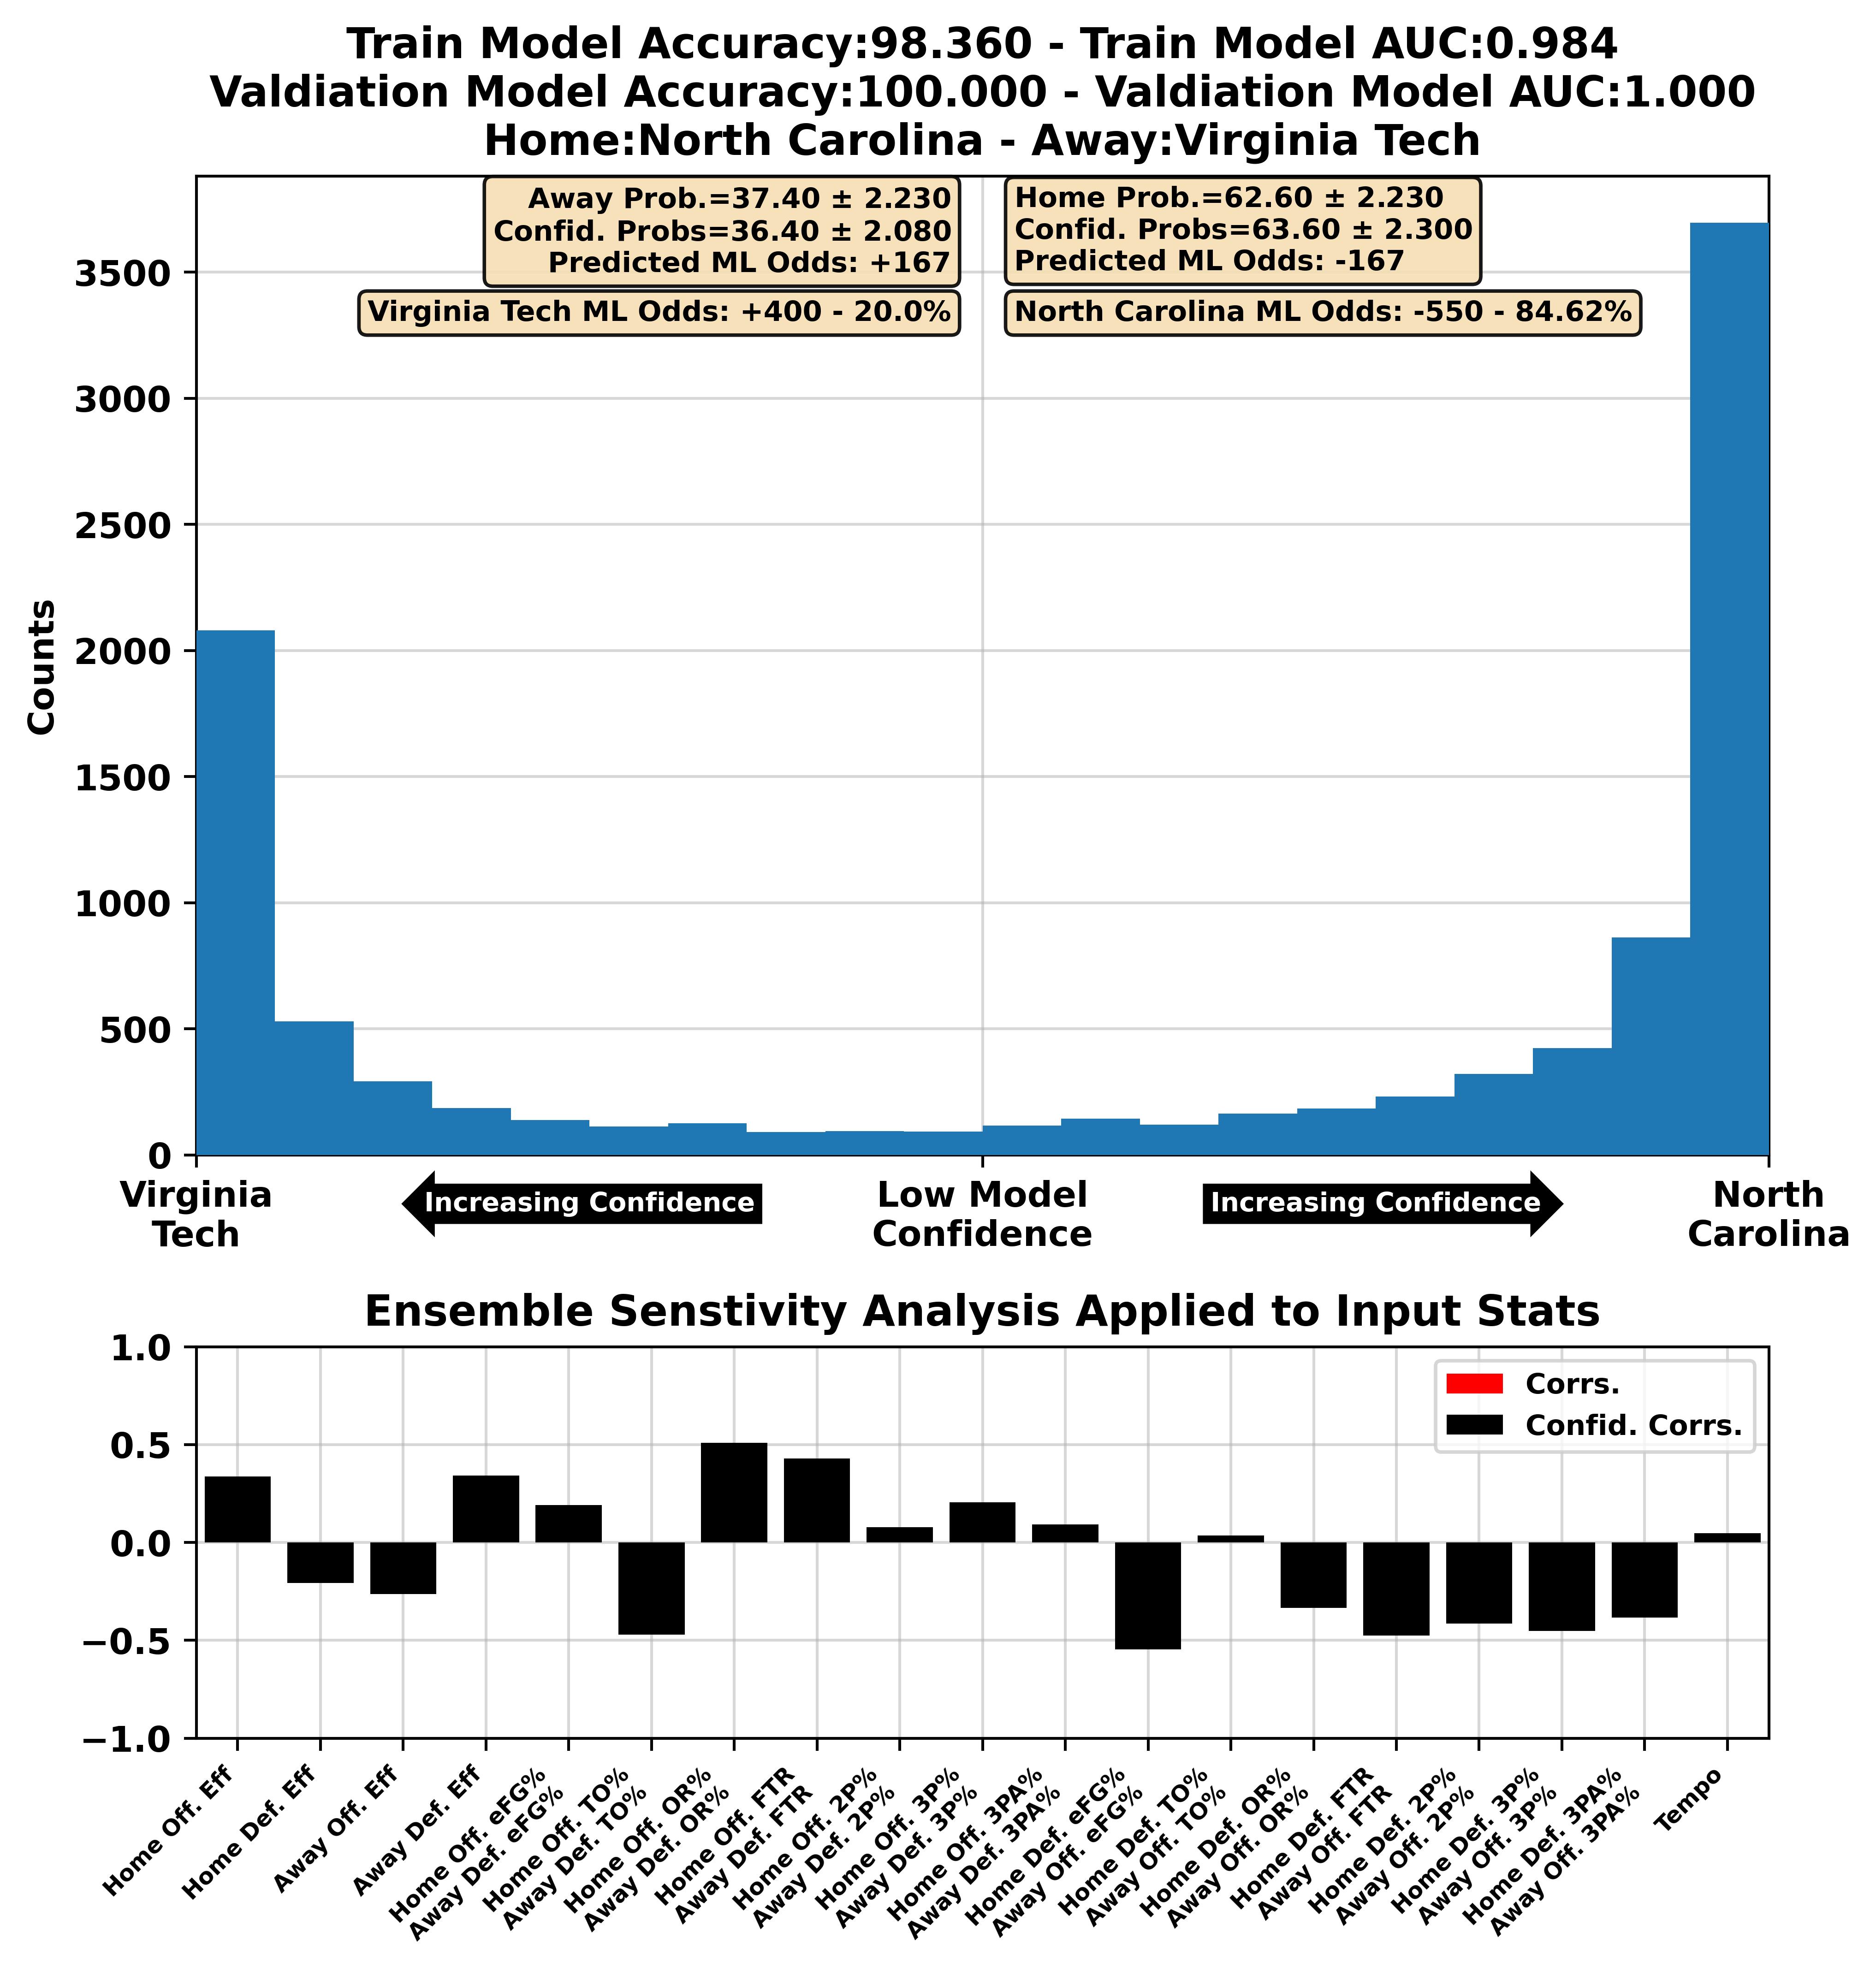 Train Model Accuracy:98.360 - Train Model AUC:0.984
Valdiation Model Accuracy:100.000 - Valdiation Model AUC:1.000
Home:North Carolina - Away:Virginia Tech
Away Prob.=37.40 ± 2.230
Confid. Probs=36.40 ± 2.080
Predicted ML Odds: +167
Virginia Tech ML Odds: +400 - 20.0%
Home Prob.=62.60 ± 2.230
Confid. Probs=63.60 ± 2.300
Predicted ML Odds: -167
North Carolina ML Odds: -550 - 84.62%
Counts
3500
3000
2500
2000
1500
1000
500
0
Virginia
Tech
Increasing Confidence
Low Model
Confidence
Increasing Confidence
North
Carolina
Ensemble Senstivity Analysis Applied to Input Stats
1.0
0.5
0.0
−0.5
−1.0
Corrs.
Confid. Corrs.
Home Off. Eff
Home Def. Eff
Away Off. Eff
Away Def. Eff
Home Off. eFG%
Away Def. eFG%
Home Off. TO%
Away Def. TO%
Home Off. OR%
Away Def. OR%
Home Off. FTR
Away Def. FTR
Home Off. 2P%
Away Def. 2P%
Home Off. 3P%
Away Def. 3P%
Home Off. 3PA%
Away Def. 3PA%
Home Def. eFG%
Away Off. eFG%
Home Def. TO%
Away Off. TO%
Home Def. OR%
Away Off. OR%
Home Def. FTR
Away Off. FTR
Home Def. 2P%
Away Off. 2P%
Home Def. 3P%
Away Off. 3P%
Home Def. 3PA%
Away Off. 3PA%
Tempo